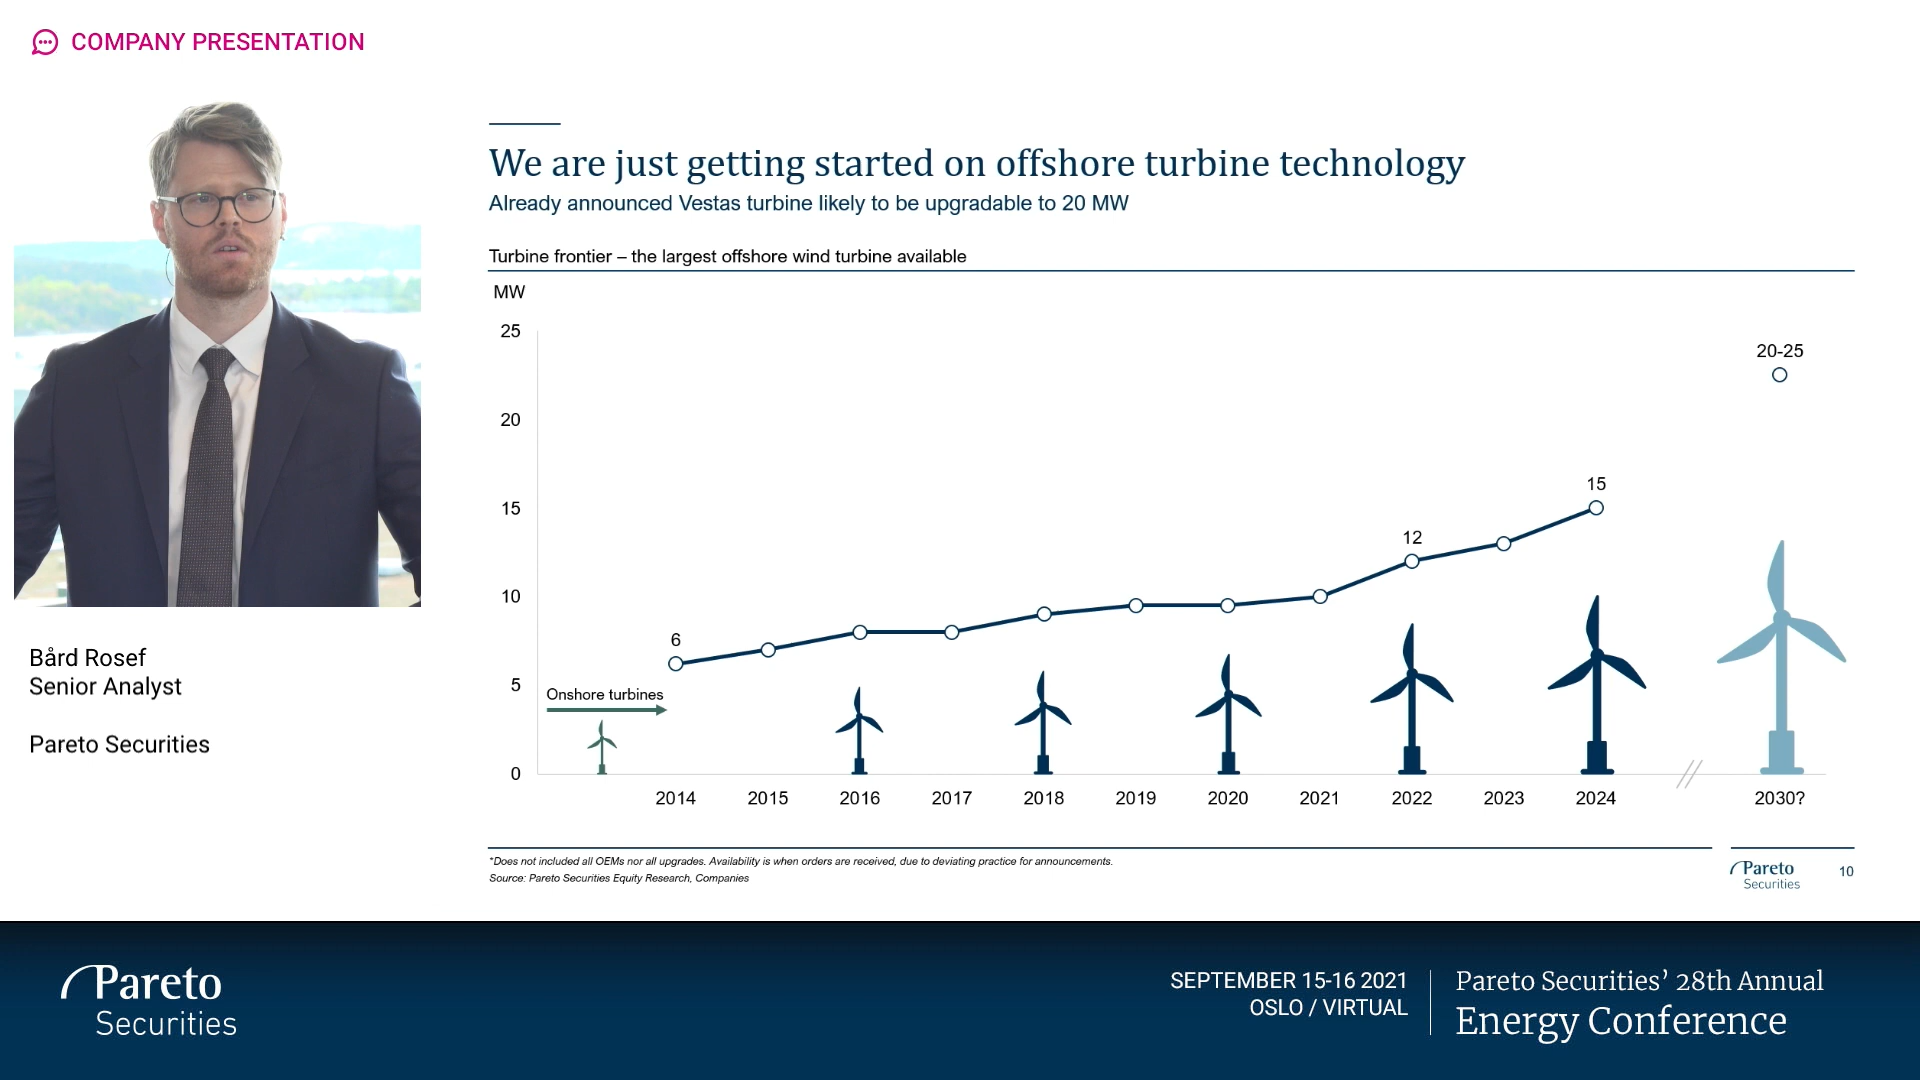 COMPANY PRESENTATION
Bård Rosef
Senior Analyst
Pareto Securities
We are just getting started on offshore turbine technology
Already announced Vestas turbine likely to be upgradable to 20 MW
Turbine frontier – the largest offshore wind turbine available
MW
25
20
15
10
5
0
20-25
15
12
6
Onshore turbines
2014 2015 2016 2017 2018 2019 2020 2021 2022 2023 2024 2030?
*Does not included all OEMs nor all upgrades. Availability is when orders are received, due to deviating practice for announcements.
Source: Pareto Securities Equity Research, Companies
Pareto
Securities
10
Pareto
Securities
SEPTEMBER 15-16 2021
OSLO / VIRTUAL
Pareto Securities’ 28th Annual
Energy Conference